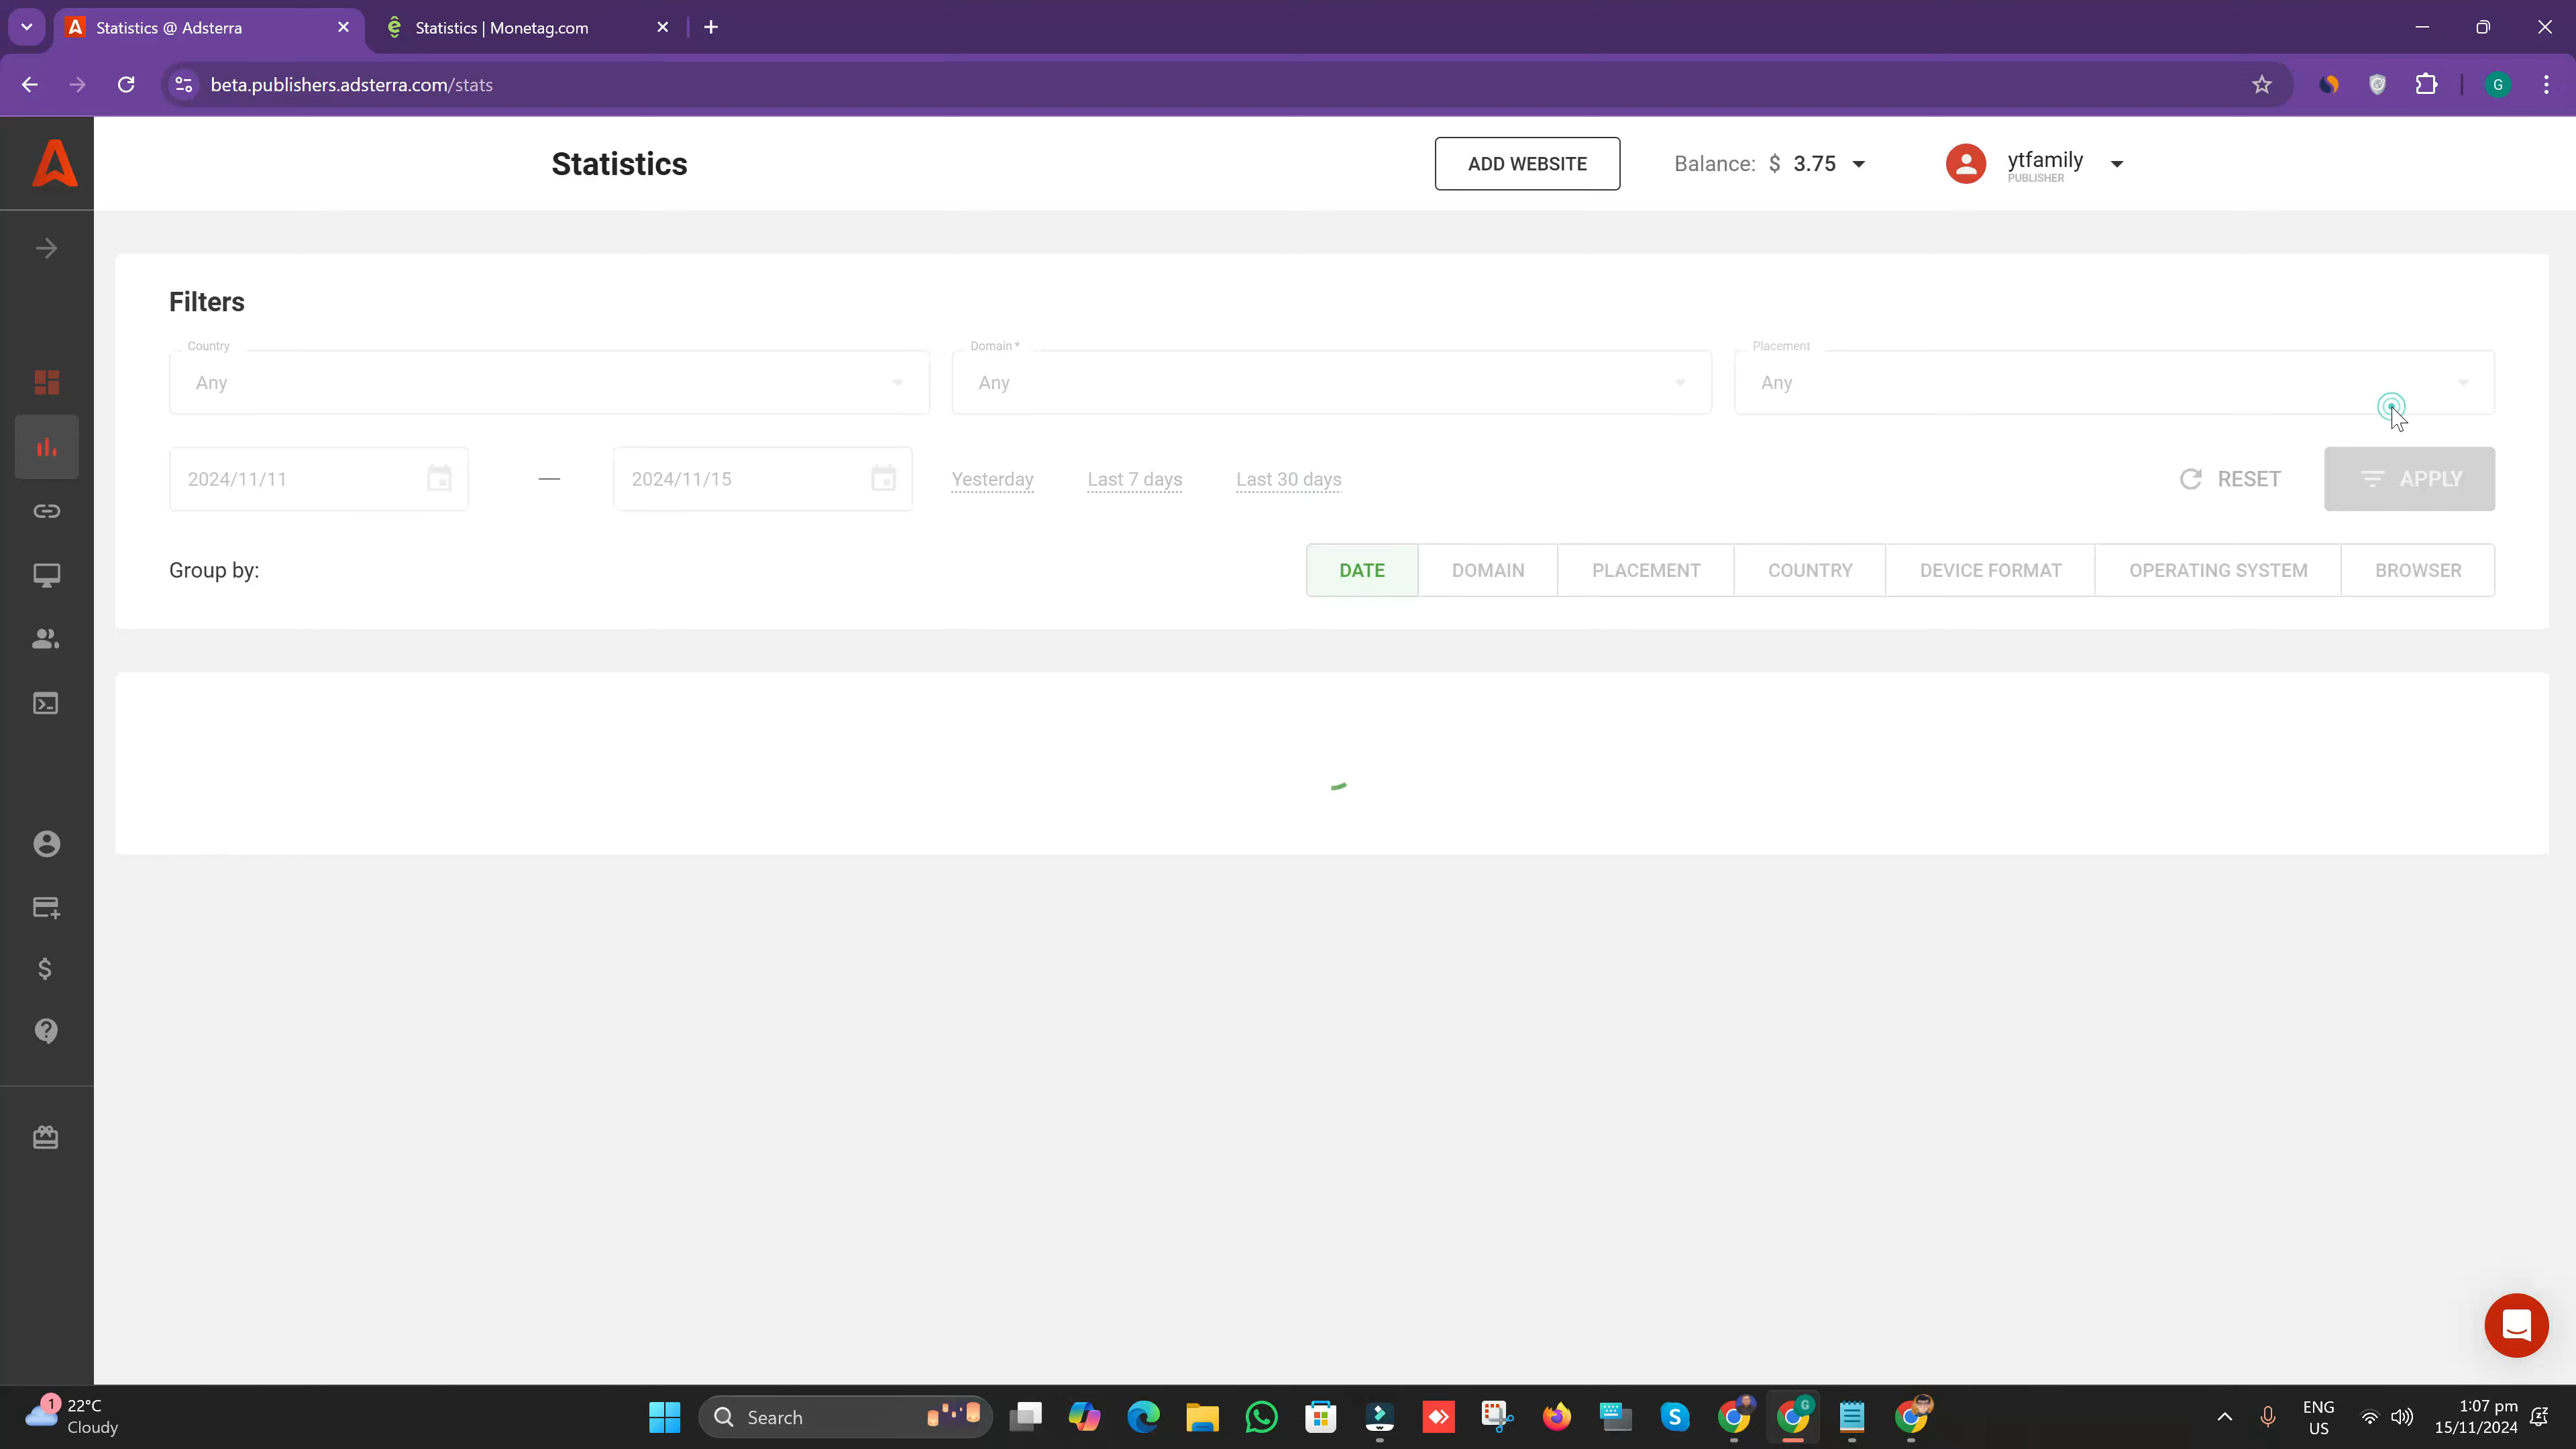 Statistics @ Adsterra
Statistics | Monetag.com
beta.publishers.adsterra.com/stats
G
Statistics
ADD WEBSITE
Balance: $ 3.75
ytfamily
PUBLISHER
Filters
Country
Any
Domain *
Any
Placement
Any
2024/11/11
—
2024/11/15
Yesterday
Last 7 days
Last 30 days
RESET
APPLY
Group by:
DATE
DOMAIN
PLACEMENT
COUNTRY
DEVICE FORMAT
OPERATING SYSTEM
BROWSER
1
22°C
Cloudy
Search
G
ENG
US
1:07 pm
15/11/2024